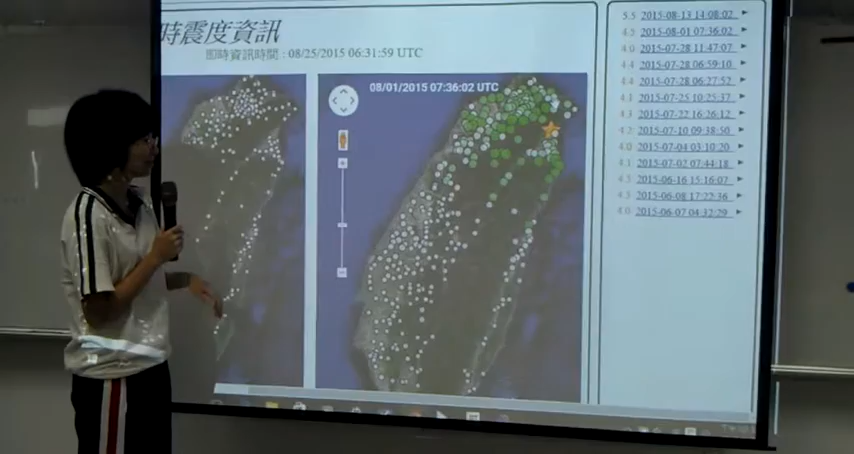 時震度資訊
即時資訊時間 : 08/25/2015 06:31:59 UTC
08/01/2015 07:36:02 UTC
5.5 2015-08-13 14:08:02
4.5 2015-08-01 07:36:02
4.0 2015-07-28 11:47:07
4.4 2015-07-28 06:59:10
4.4 2015-07-28 06:27:52
4.1 2015-07-25 10:25:37
4.3 2015-07-22 16:26:12
4.2 2015-07-10 09:38:50
4.0 2015-07-04 03:10:20
4.1 2015-07-02 07:44:18
4.3 2015-06-16 15:16:07
4.5 2015-06-08 17:22:36
4.0 2015-06-07 04:32:29